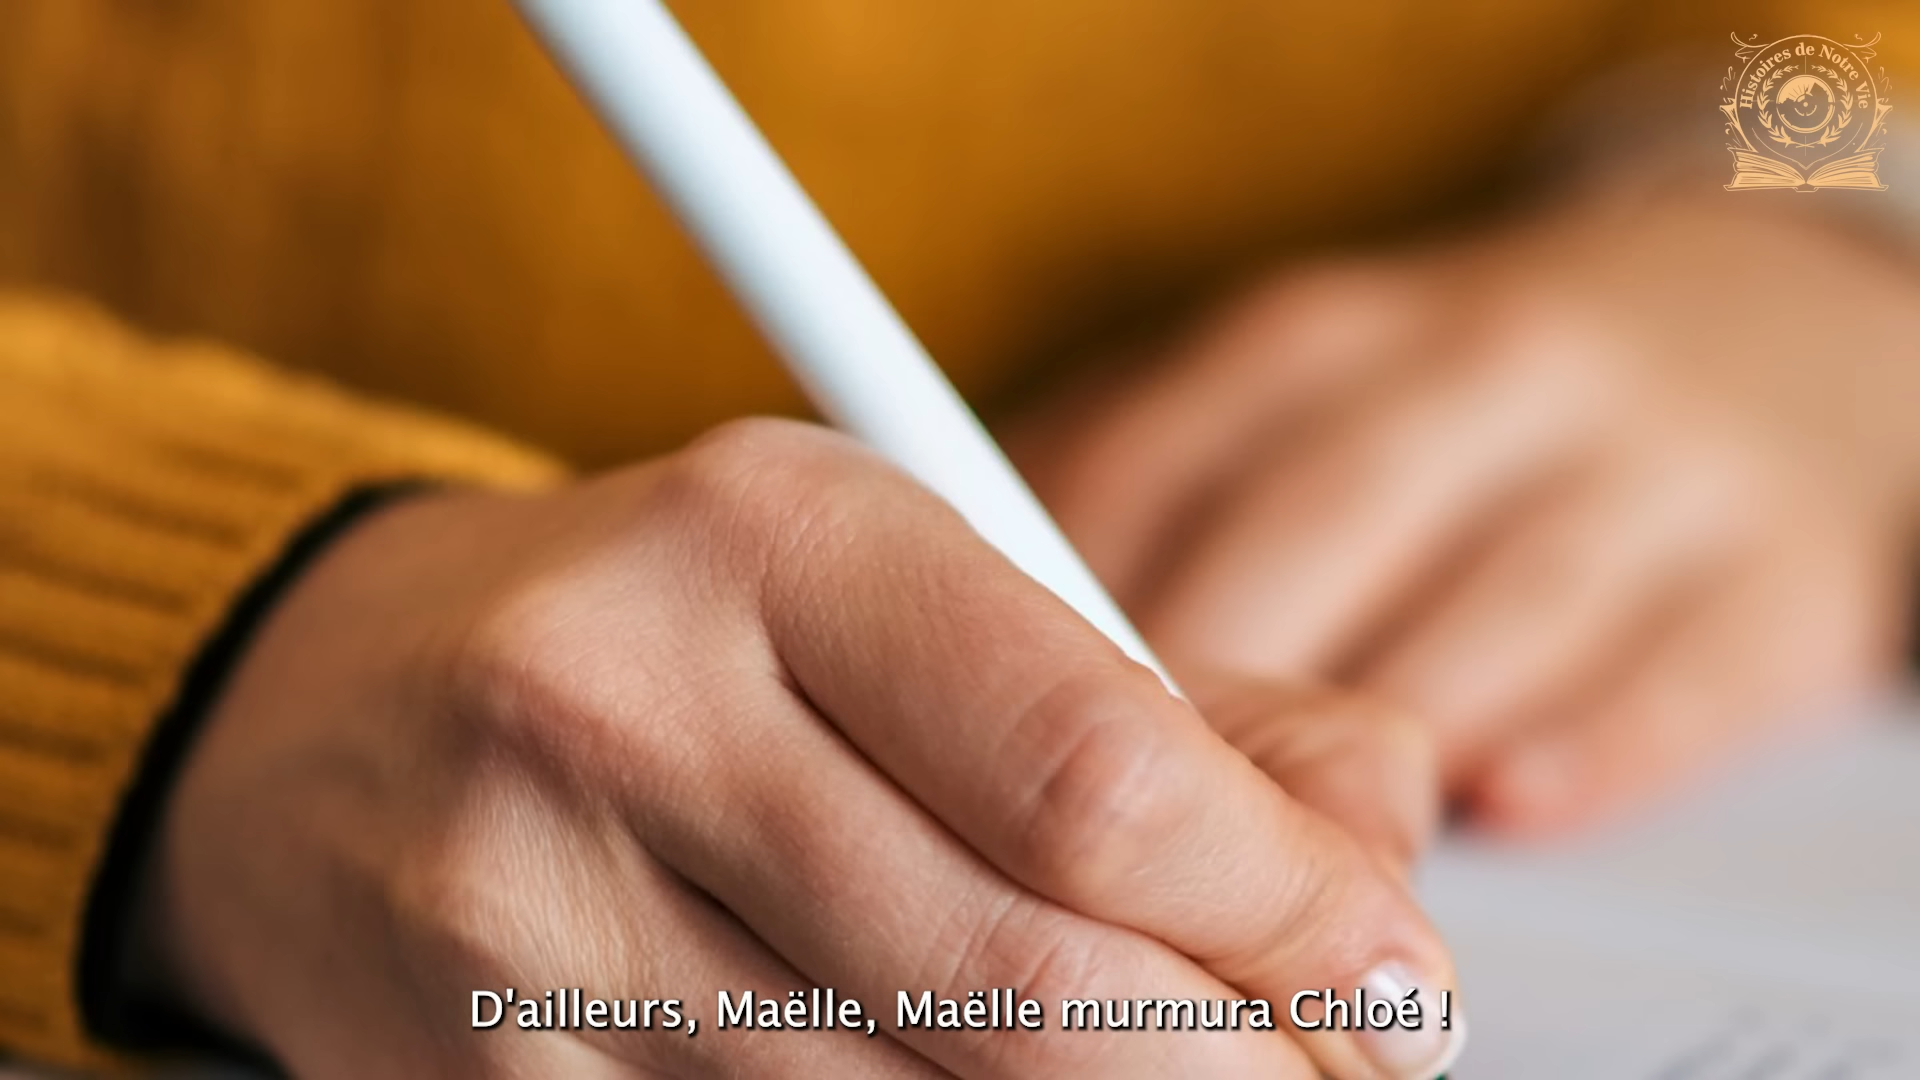 Histoires de Notre Vie
D'ailleurs, Maëlle, Maëlle murmura Chloé !